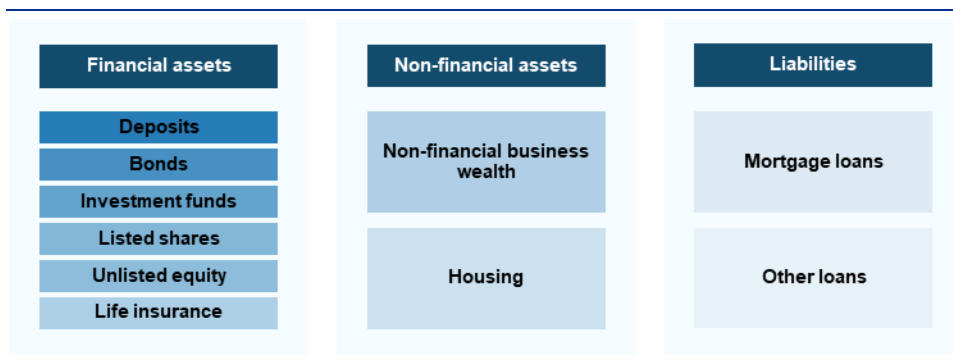 Financial assets
Deposits
Bonds
Investment funds
Listed shares
Unlisted equity
Life insurance
Non-financial assets
Non-financial business
wealth
Housing
Liabilities
Mortgage loans
Other loans